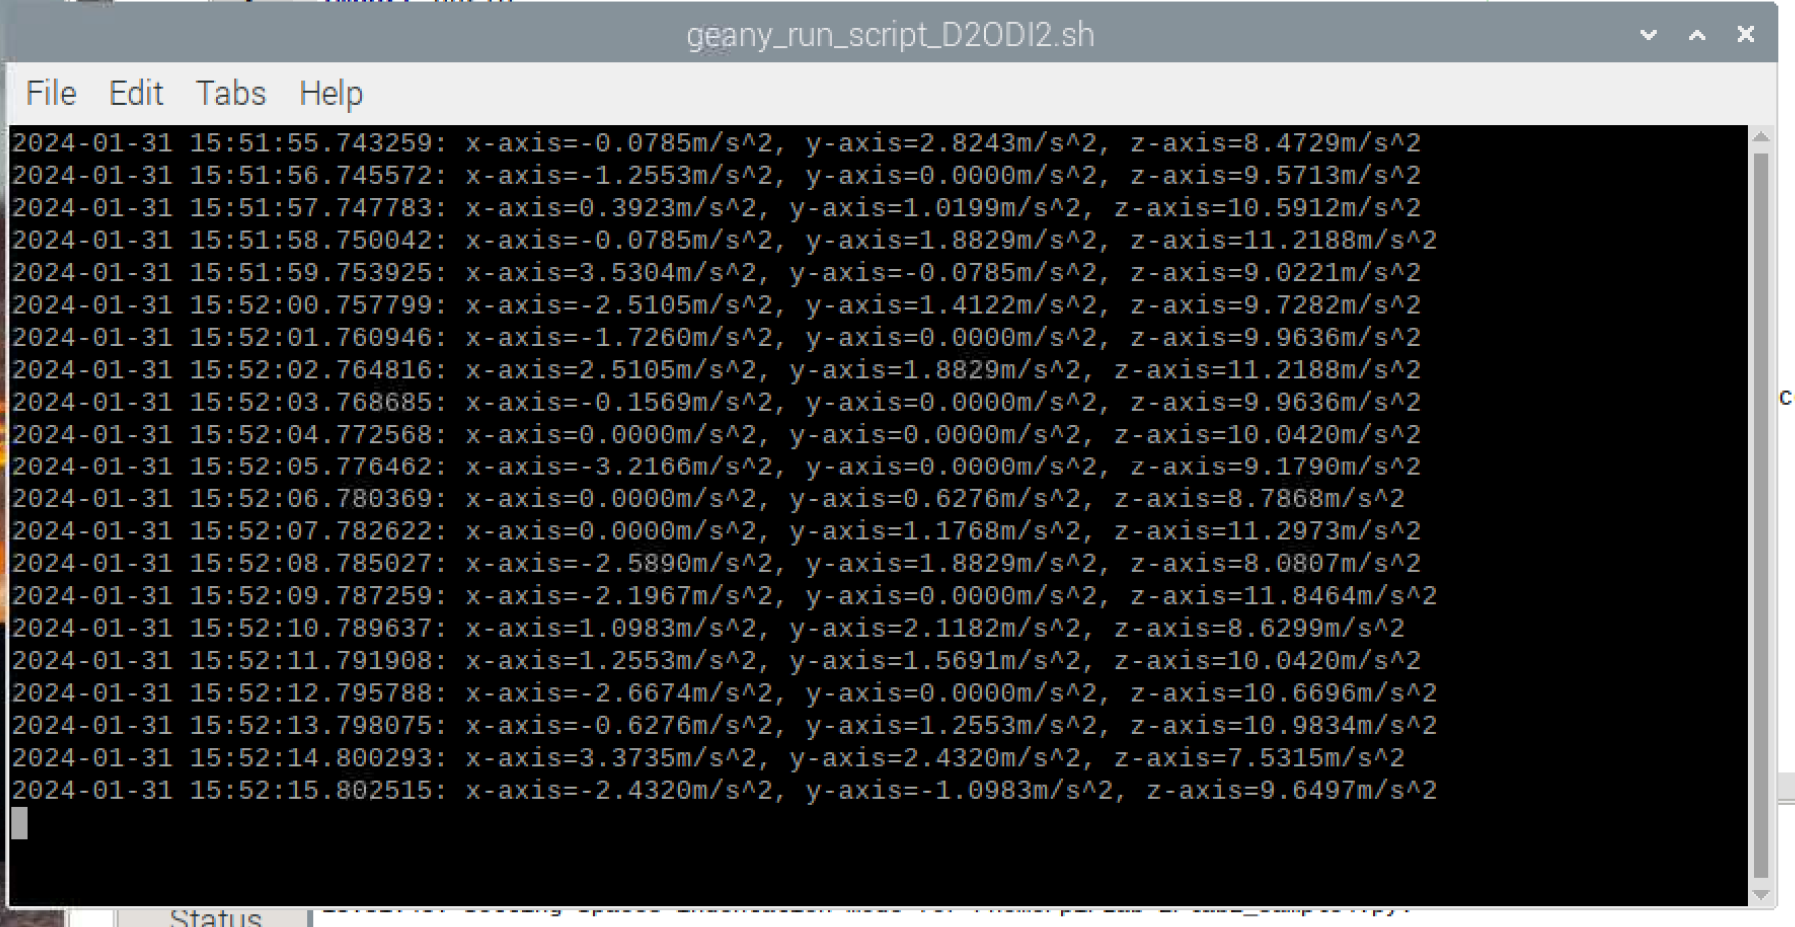 geany_run_script_D2ODI2.sh
File Edit Tabs Help
2024-01-31 15:51:55.743259: x-axis=-0.0785m/s^2, y-axis=2.8243m/s^2, z-axis=8.4729m/s^2
2024-01-31 15:51:56.745572: x-axis=-1.2553m/s^2, y-axis=0.0000m/s^2, z-axis=9.5713m/s^2
2024-01-31 15:51:57.747783: x-axis=0.3923m/s^2, y-axis=1.0199m/s^2, z-axis=10.5912m/s^2
2024-01-31 15:51:58.750042: x-axis=-0.0785m/s^2, y-axis=1.8829m/s^2, z-axis=11.2188m/s^2
2024-01-31 15:51:59.753925: x-axis=3.5304m/s^2, y-axis=-0.0785m/s^2, z-axis=9.0221m/s^2
2024-01-31 15:52:00.757799: x-axis=-2.5105m/s^2, y-axis=1.4122m/s^2, z-axis=9.7282m/s^2
2024-01-31 15:52:01.760946: x-axis=-1.7260m/s^2, y-axis=0.0000m/s^2, z-axis=9.9636m/s^2
2024-01-31 15:52:02.764816: x-axis=2.5105m/s^2, y-axis=1.8829m/s^2, z-axis=11.2188m/s^2
2024-01-31 15:52:03.768685: x-axis=-0.1569m/s^2, y-axis=0.0000m/s^2, z-axis=9.9636m/s^2
2024-01-31 15:52:04.772568: x-axis=0.0000m/s^2, y-axis=0.0000m/s^2, z-axis=10.0420m/s^2
2024-01-31 15:52:05.776462: x-axis=-3.2166m/s^2, y-axis=0.0000m/s^2, z-axis=9.1790m/s^2
2024-01-31 15:52:06.780369: x-axis=0.0000m/s^2, y-axis=0.6276m/s^2, z-axis=8.7868m/s^2
2024-01-31 15:52:07.782622: x-axis=0.0000m/s^2, y-axis=1.1768m/s^2, z-axis=11.2973m/s^2
2024-01-31 15:52:08.785027: x-axis=-2.5890m/s^2, y-axis=1.8829m/s^2, z-axis=8.0807m/s^2
2024-01-31 15:52:09.787259: x-axis=-2.1967m/s^2, y-axis=0.0000m/s^2, z-axis=11.8464m/s^2
2024-01-31 15:52:10.789637: x-axis=1.0983m/s^2, y-axis=2.1182m/s^2, z-axis=8.6299m/s^2
2024-01-31 15:52:11.791908: x-axis=1.2553m/s^2, y-axis=1.5691m/s^2, z-axis=10.0420m/s^2
2024-01-31 15:52:12.795788: x-axis=-2.6674m/s^2, y-axis=0.0000m/s^2, z-axis=10.6696m/s^2
2024-01-31 15:52:13.798075: x-axis=-0.6276m/s^2, y-axis=1.2553m/s^2, z-axis=10.9834m/s^2
2024-01-31 15:52:14.800293: x-axis=3.3735m/s^2, y-axis=2.4320m/s^2, z-axis=7.5315m/s^2
2024-01-31 15:52:15.802515: x-axis=-2.4320m/s^2, y-axis=-1.0983m/s^2, z-axis=9.6497m/s^2
Status